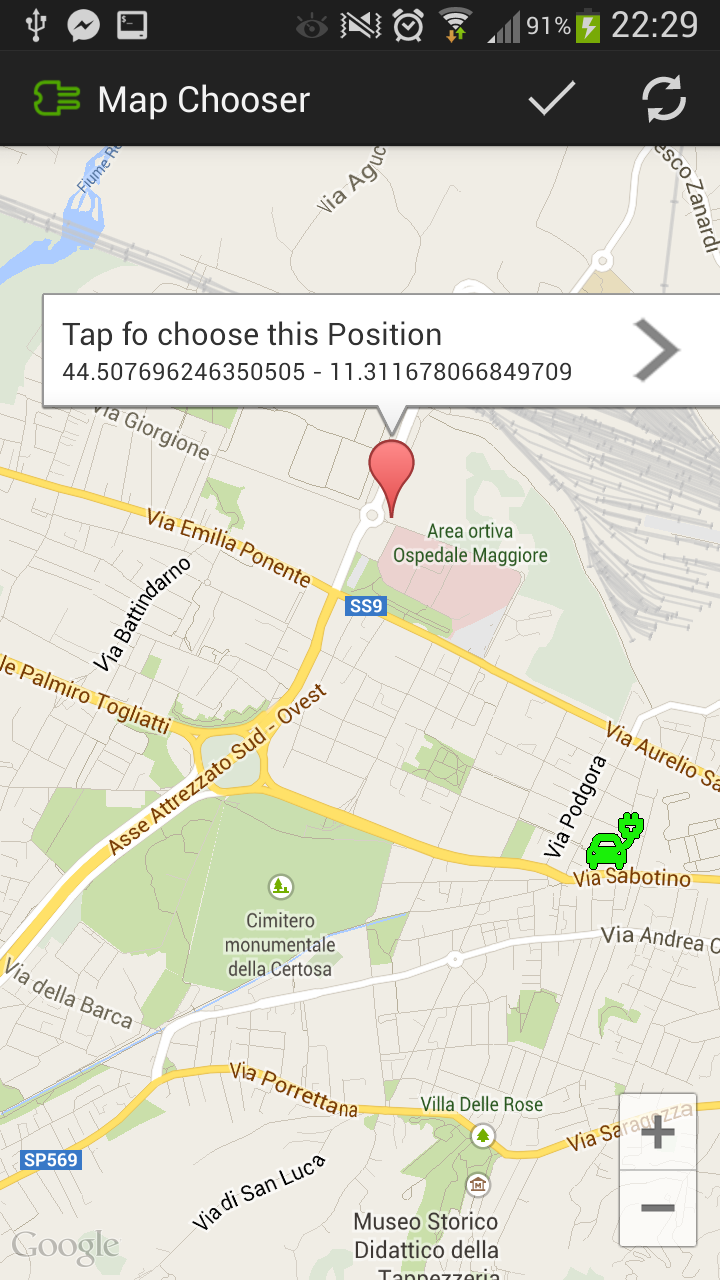 91% 22:29
Map Chooser
Via Aguc
esco Zanardi
Tap fo choose this Position
44.507696246350505 - 11.311678066849709
Via Giorgione
Via Emilia Ponente
Area ortiva
Ospedale Maggiore
SS9
Via Battindarno
le Palmiro Togliatti
Asse Attrezzato Sud - Ovest
Via Aurelio Sa
Via Podgora
Via Sabotino
Cimitero
monumentale
della Certosa
Via Andrea C
Via della Barca
Via Porrettana
Villa Delle Rose
Via Saragozza
SP569
Via di San Luca
Museo Storico
Didattico della
Tappezzeria
Google